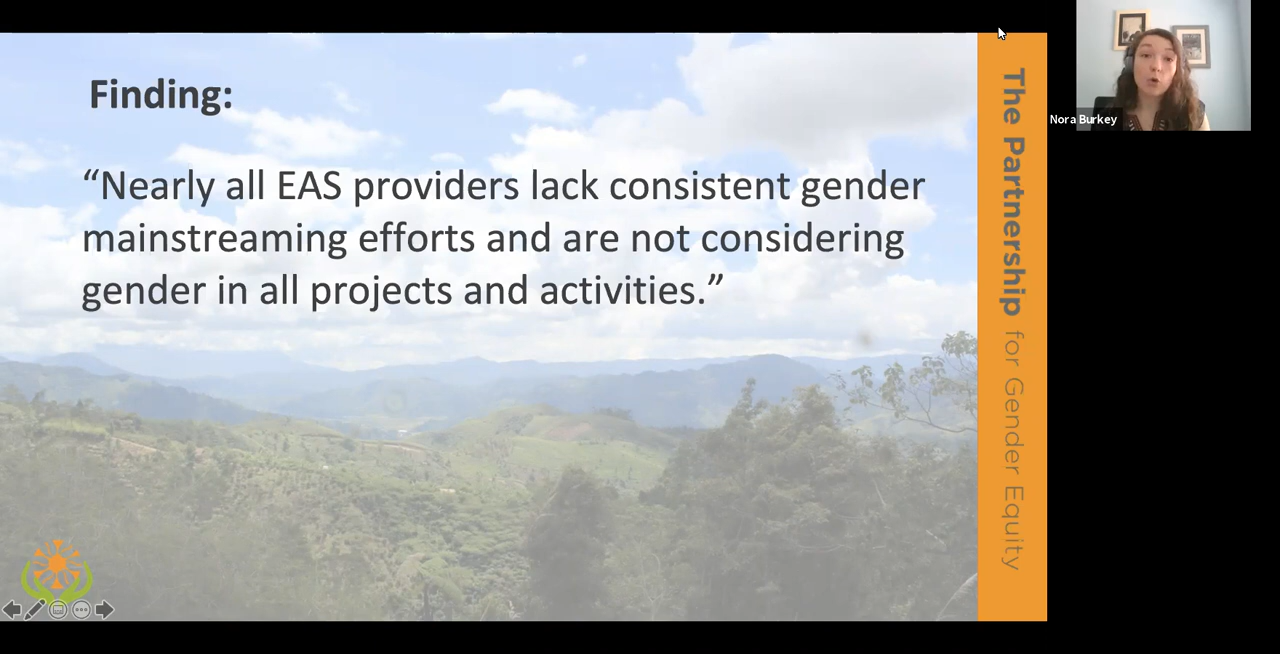 Finding:
“Nearly all EAS providers lack consistent gender
mainstreaming efforts and are not considering
gender in all projects and activities.”
The Partnership for Gender Equity
Nora Burkey